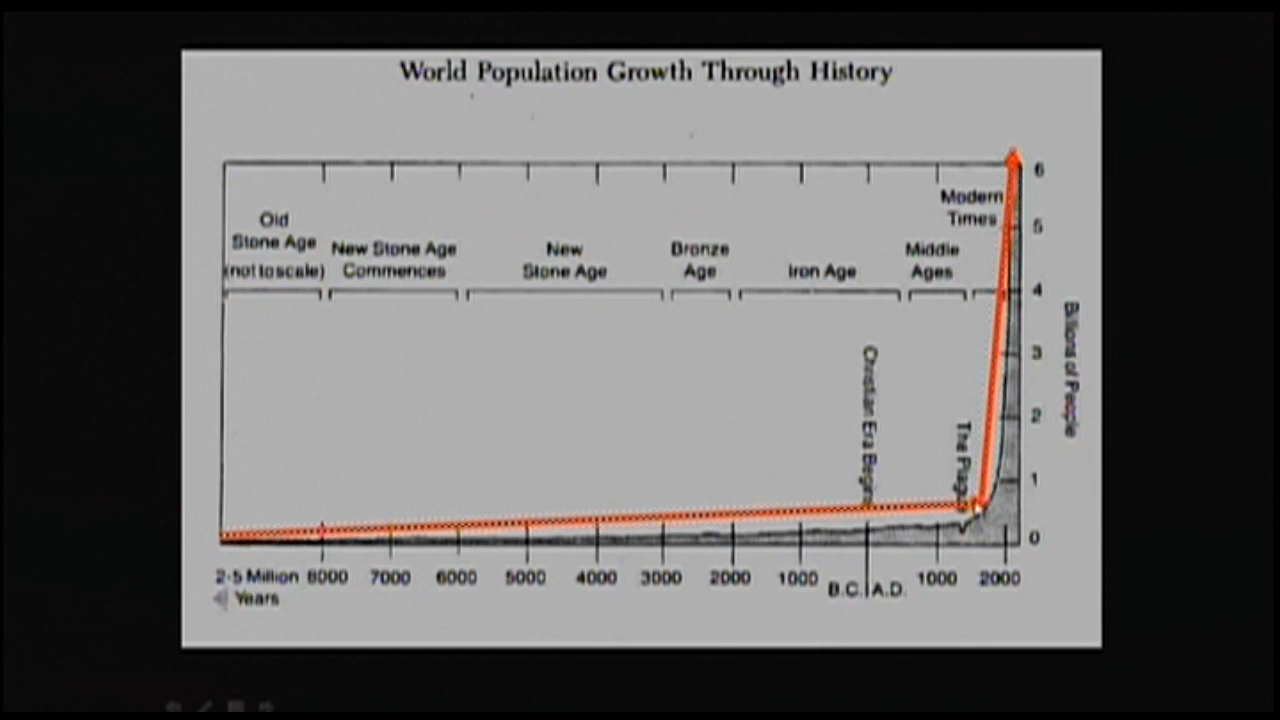 World Population Growth Through History
6
Modern
Times
5
Old
Stone Age
(not to scale)
New Stone Age
Commences
New
Stone Age
Bronze
Age
Iron Age
Middle
Ages
4
Billions of People
3
Christian Era Begins
2
The Plague
1
0
2-5 Million 8000 7000 6000 5000 4000 3000 2000 1000 1000 2000
B.C. A.D.
Years